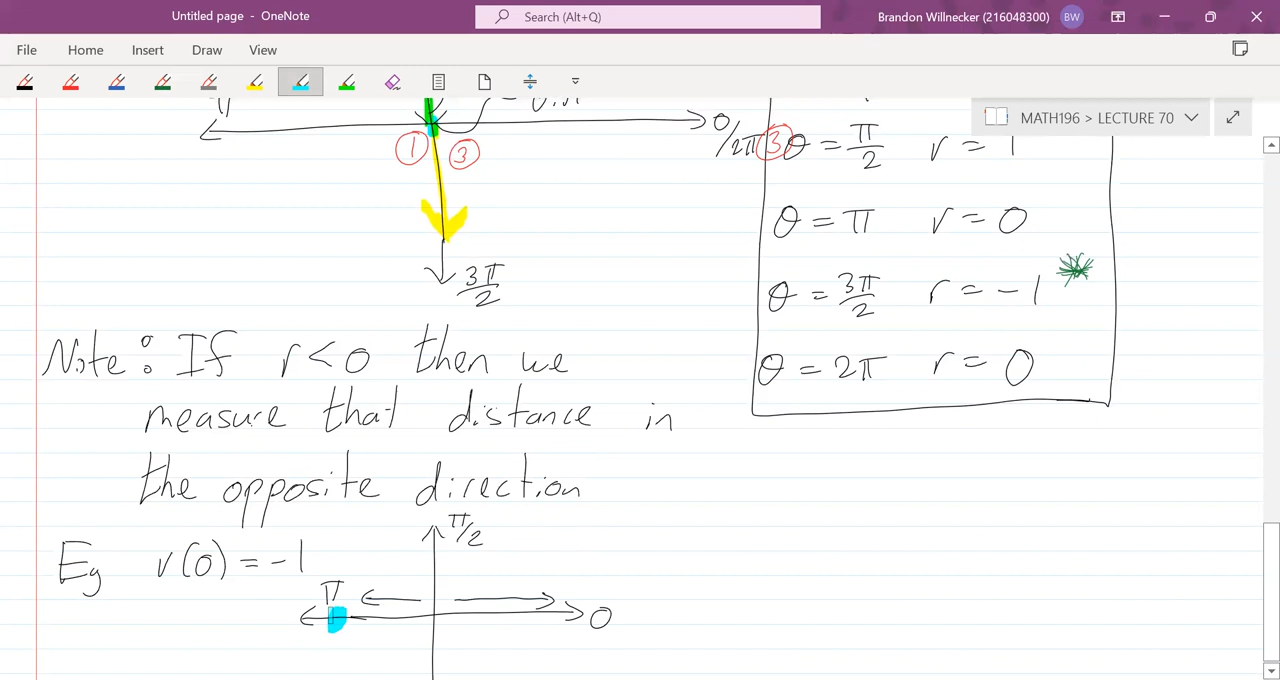 Untitled page - OneNote
Search (Alt+Q)
Brandon Willnecker (216048300)
BW
File Home Insert Draw View
MATH196 > LECTURE 70
π
0/2π
① ③
3π/2
③ θ = π/2 r = 1
θ = π r = 0
θ = 3π/2 r = -1
θ = 2π r = 0
Note: If r < 0 then we
measure that distance in
the opposite direction
π/2
Eg r(0) = -1
π
0